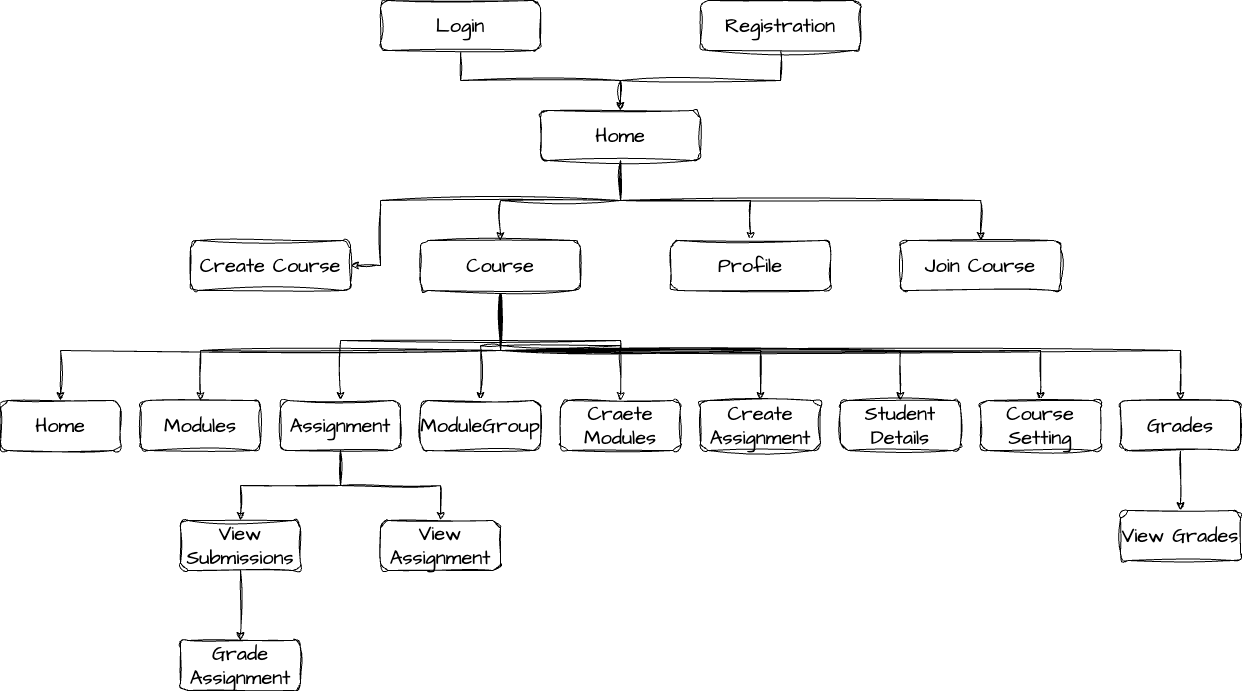 Login
Registration
Home
Create Course
Course
Profile
Join Course
Home
Modules
Assignment
ModuleGroup
Craete
Modules
Create
Assignment
Student
Details
Course
Setting
Grades
View
Submissions
View
Assignment
View Grades
Grade
Assignment